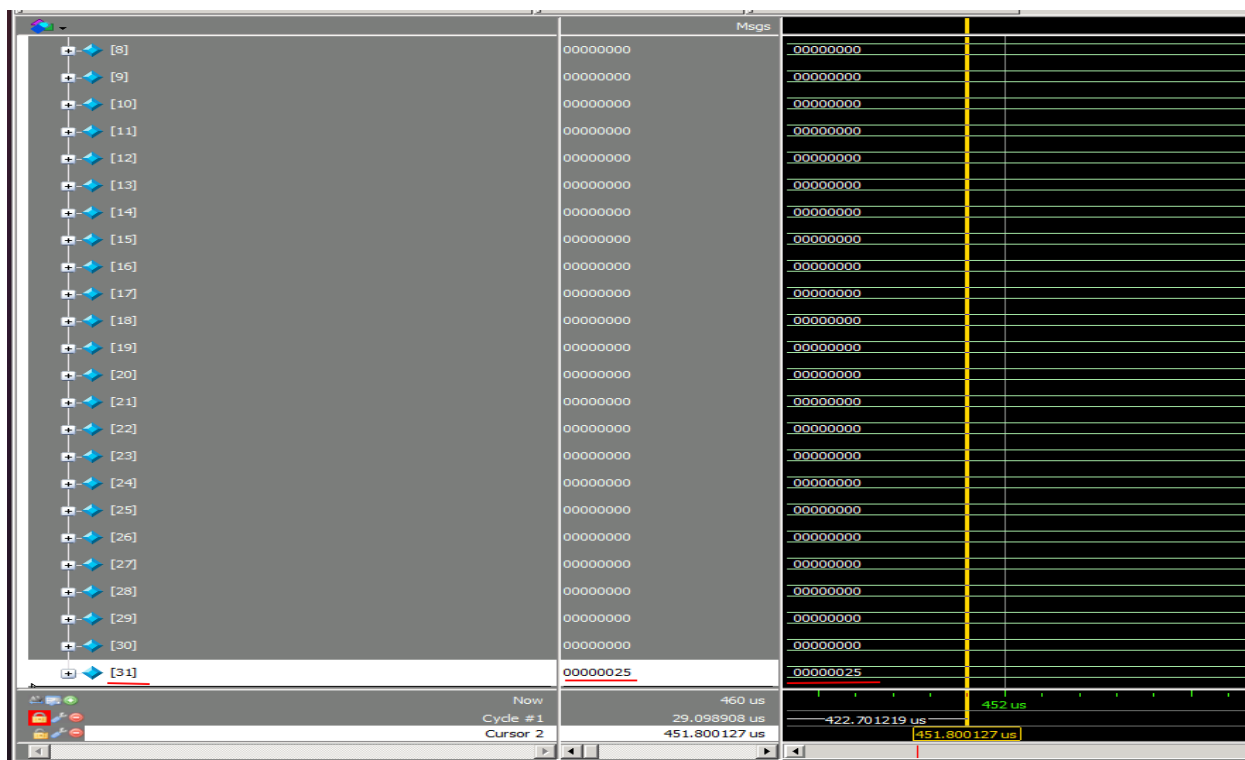 Msgs
[8] 00000000 00000000
[9] 00000000 00000000
[10] 00000000 00000000
[11] 00000000 00000000
[12] 00000000 00000000
[13] 00000000 00000000
[14] 00000000 00000000
[15] 00000000 00000000
[16] 00000000 00000000
[17] 00000000 00000000
[18] 00000000 00000000
[19] 00000000 00000000
[20] 00000000 00000000
[21] 00000000 00000000
[22] 00000000 00000000
[23] 00000000 00000000
[24] 00000000 00000000
[25] 00000000 00000000
[26] 00000000 00000000
[27] 00000000 00000000
[28] 00000000 00000000
[29] 00000000 00000000
[30] 00000000 00000000
[31] 00000025 00000025
Now 460 us 452 us
Cycle #1 29.098908 us 422.701219 us
Cursor 2 451.800127 us 451.800127 us